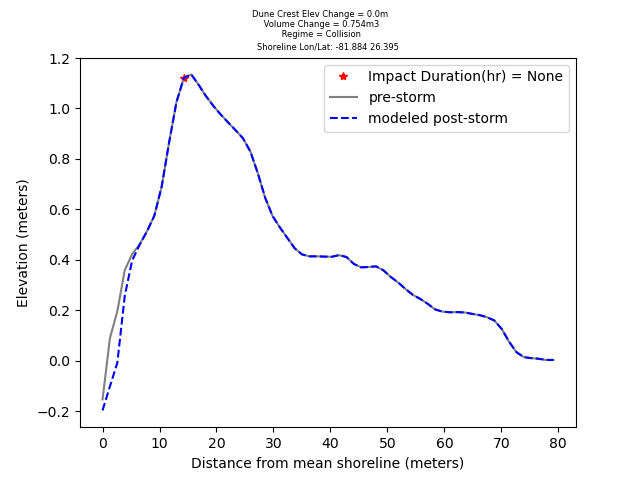 Dune Crest Elev Change = 0.0m
Volume Change = 0.754m3
Regime = Collision
Shoreline Lon/Lat: -81.884 26.395
Impact Duration(hr) = None
pre-storm
modeled post-storm
1.2
1.0
0.8
0.6
0.4
0.2
0.0
−0.2
Elevation (meters)
0 10 20 30 40 50 60 70 80
Distance from mean shoreline (meters)